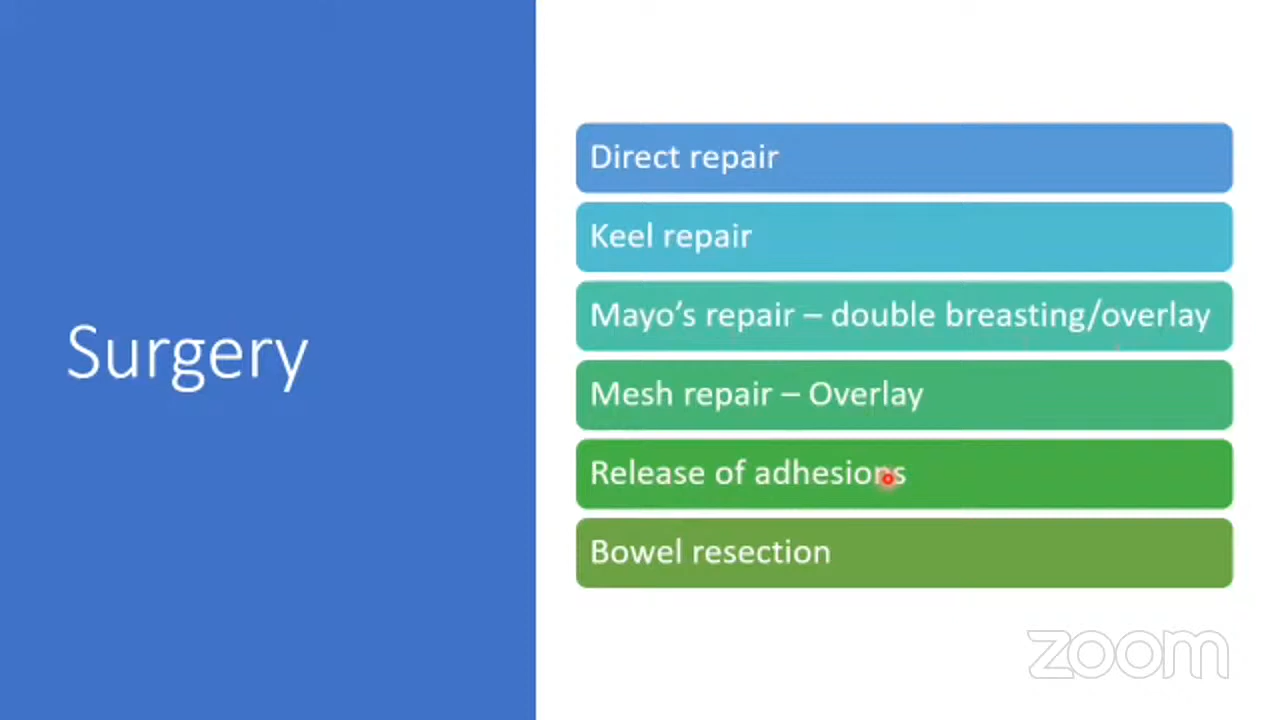 Surgery
Direct repair
Keel repair
Mayo’s repair – double breasting/overlay
Mesh repair – Overlay
Release of adhesions
Bowel resection
zoom